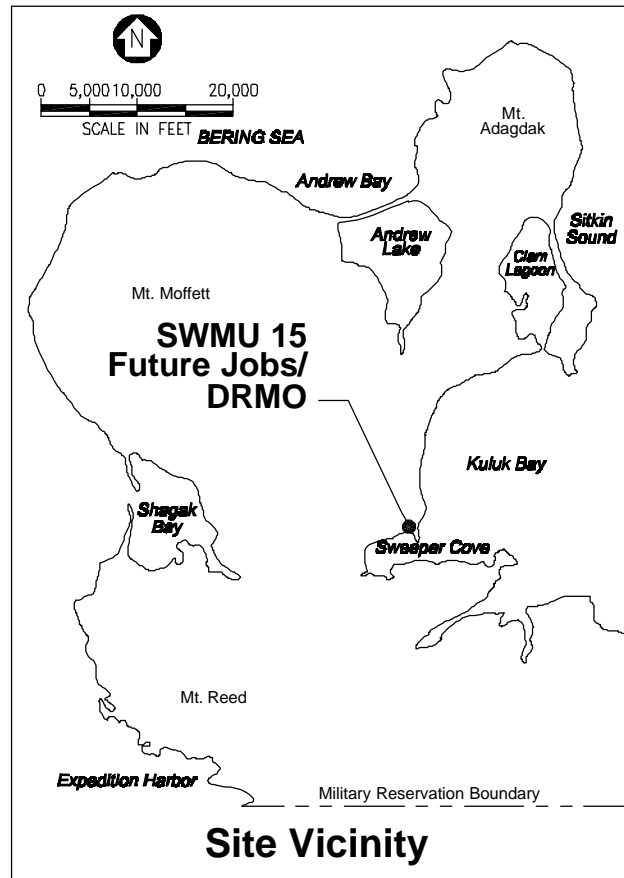 N
0 5,000 10,000 20,000
SCALE IN FEET
BERING SEA
Mt.
Adagdak
Andrew Bay
Andrew
Lake
Sitkin
Sound
Clam
Lagoon
Mt. Moffett
SWMU 15
Future Jobs/
DRMO
Kuluk Bay
Shagak
Bay
Sweeper Cove
Mt. Reed
Expedition Harbor
Military Reservation Boundary
Site Vicinity